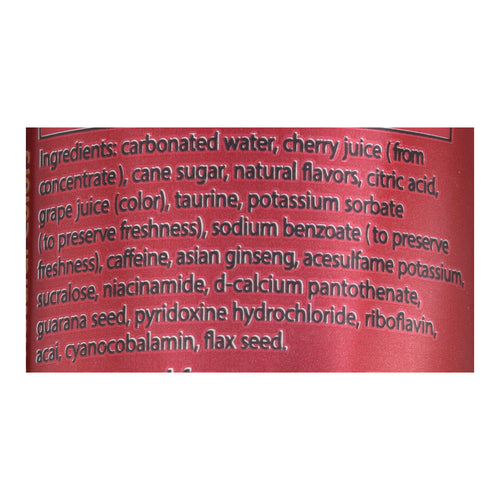 Ingredients: carbonated water, cherry juice (from
concentrate), cane sugar, natural flavors, citric acid,
grape juice (color), taurine, potassium sorbate
(to preserve freshness), sodium benzoate (to preserve
freshness), caffeine, asian ginseng, acesulfame potassium,
sucralose, niacinamide, d-calcium pantothenate,
guarana seed, pyridoxine hydrochloride, riboflavin,
acai, cyanocobalamin, flax seed.